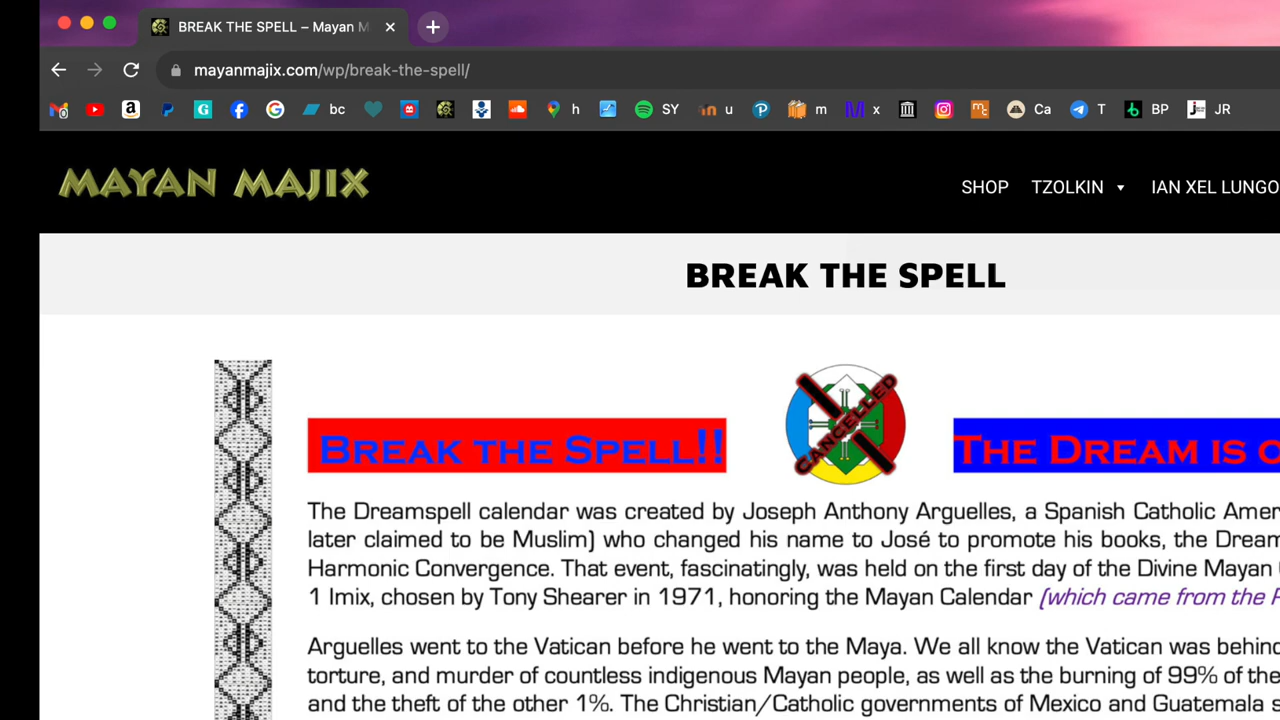 BREAK THE SPELL – Mayan M
mayanmajix.com/wp/break-the-spell/
bc
h
SY
u
m
x
Ca
T
BP
JR
MAYAN MAJIX
SHOP TZOLKIN IAN XEL LUNGO
BREAK THE SPELL
CANCELLED
Break the Spell!!
The Dream is o
The Dreamspell calendar was created by Joseph Anthony Arguelles, a Spanish Catholic Amer
later claimed to be Muslim) who changed his name to José to promote his books, the Dream
Harmonic Convergence. That event, fascinatingly, was held on the first day of the Divine Mayan
1 Imix, chosen by Tony Shearer in 1971, honoring the Mayan Calendar (which came from the
Arguelles went to the Vatican before he went to the Maya. We all know the Vatican was behind
torture, and murder of countless indigenous Mayan people, as well as the burning of 99% of the
and the theft of the other 1%. The Christian/Catholic governments of Mexico and Guatemala s